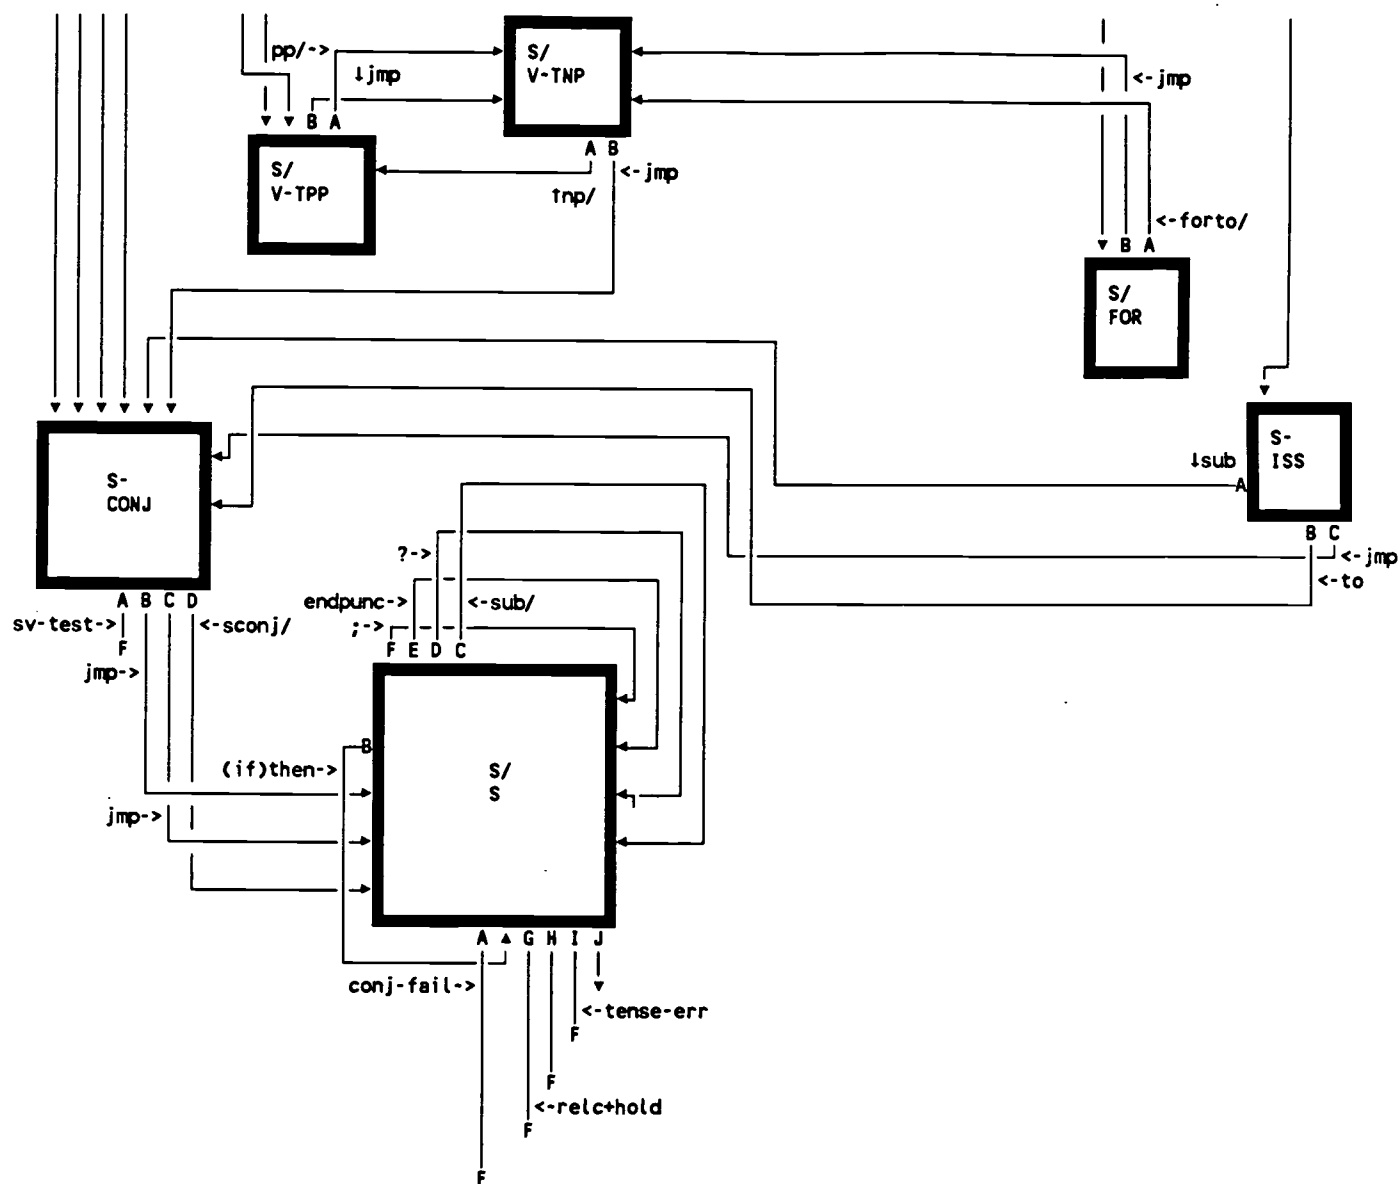 pp/->
↓jmp
B A
S/
V-TNP
<-jmp
A B
<-jmp
↑np/
S/
V-TPP
<-forto/
B A
S/
FOR
S-
CONJ
↓sub
A
S-
ISS
B C
<-jmp
<-to
?->
endpunc->
<-sub/
;->
F E D C
A B C D
sv-test->
<-sconj/
F
jmp->
B
(if)then->
S/
S
jmp->
A G H I J
conj-fail->
<-tense-err
F
F
<-relc+hold
F
F